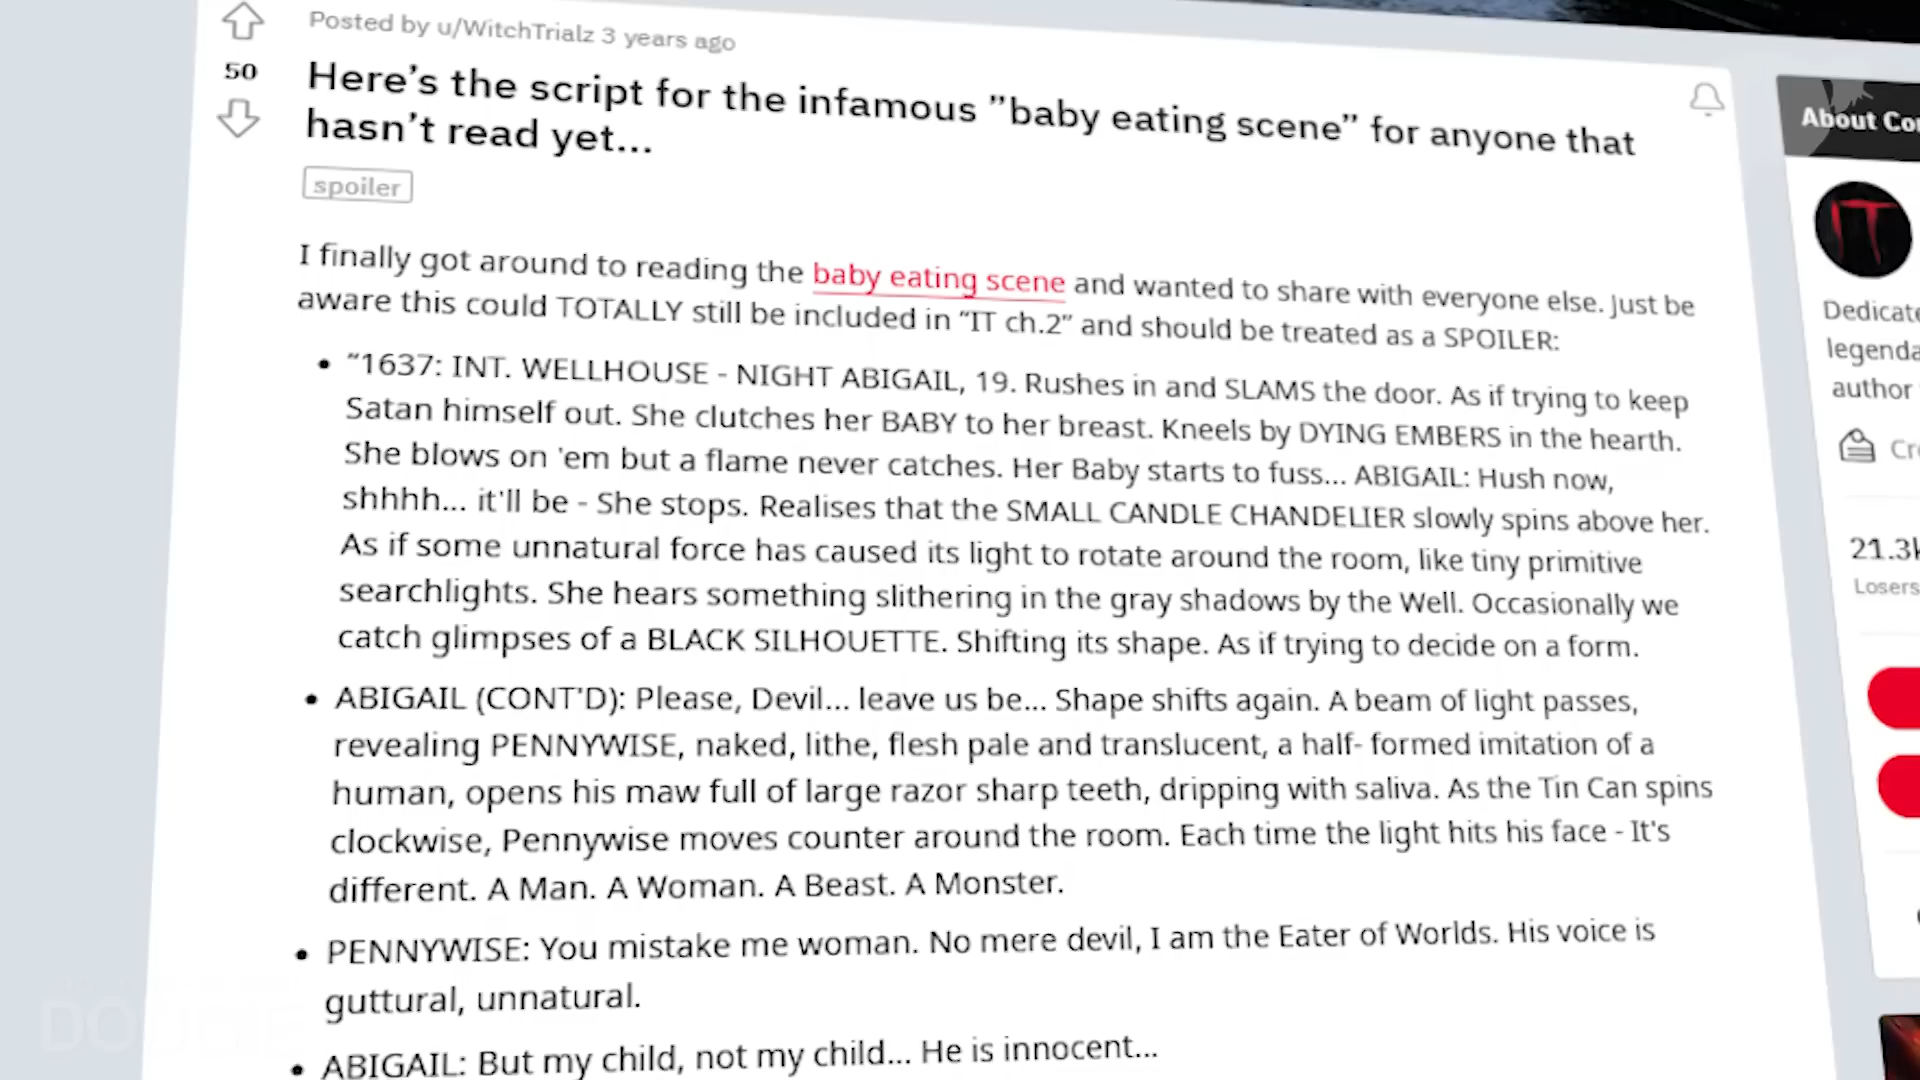 Posted by u/WitchTrialz 3 years ago
50
Here's the script for the infamous "baby eating scene" for anyone that
hasn't read yet...
spoiler
I finally got around to reading the baby eating scene and wanted to share with everyone else. Just be
aware this could TOTALLY still be included in "IT ch.2" and should be treated as a SPOILER:
• "1637: INT. WELLHOUSE - NIGHT ABIGAIL, 19. Rushes in and SLAMS the door. As if trying to keep
Satan himself out. She clutches her BABY to her breast. Kneels by DYING EMBERS in the hearth.
She blows on 'em but a flame never catches. Her Baby starts to fuss... ABIGAIL: Hush now,
shhhh... it'll be - She stops. Realises that the SMALL CANDLE CHANDELIER slowly spins above her.
As if some unnatural force has caused its light to rotate around the room, like tiny primitive
searchlights. She hears something slithering in the gray shadows by the Well. Occasionally we
catch glimpses of a BLACK SILHOUETTE. Shifting its shape. As if trying to decide on a form.
• ABIGAIL (CONT'D): Please, Devil... leave us be... Shape shifts again. A beam of light passes,
revealing PENNYWISE, naked, lithe, flesh pale and translucent, a half- formed imitation of a
human, opens his maw full of large razor sharp teeth, dripping with saliva. As the Tin Can spins
clockwise, Pennywise moves counter around the room. Each time the light hits his face - It's
different. A Man. A Woman. A Beast. A Monster.
• PENNYWISE: You mistake me woman. No mere devil, I am the Eater of Worlds. His voice is
guttural, unnatural.
• ABIGAIL: But my child, not my child... He is innocent...
About Co
IT
Dedicate
legenda
author
Cr
21.3k
Losers